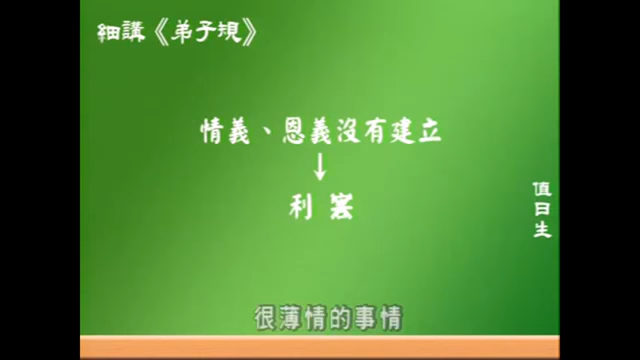 細講《弟子規》
情義、恩義沒有建立
↓
利害
值日生
很薄情的事情